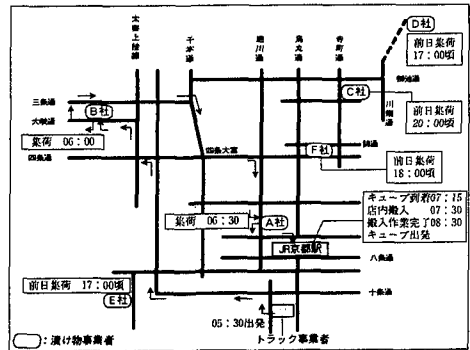 D社
前日集荷
17:00頃
千本通
堀川通
烏丸通
寺町通
御池通
C社
前日集荷
20:00頃
川端通
三条通
B社
大映通
集荷 06:00
四条通
四条大宮
錦通
F社
前日集荷
18:00頃
集荷 06:30
A社
キューブ到着07:15
店内搬入 07:30
搬入作業完了08:30
キューブ出発
JR京都駅
八条通
前日集荷 17:00頃
E社
十条通
05:30出発
トラック事業者
:漬け物事業者